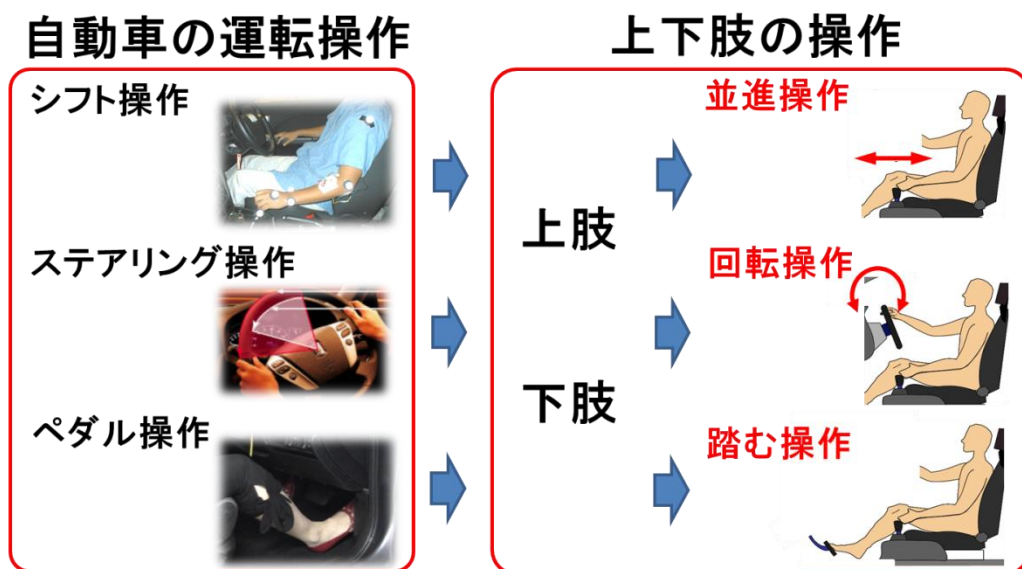 自動車の運転操作
上下肢の操作
シフト操作
ステアリング操作
ペダル操作
上肢
下肢
並進操作
回転操作
踏む操作